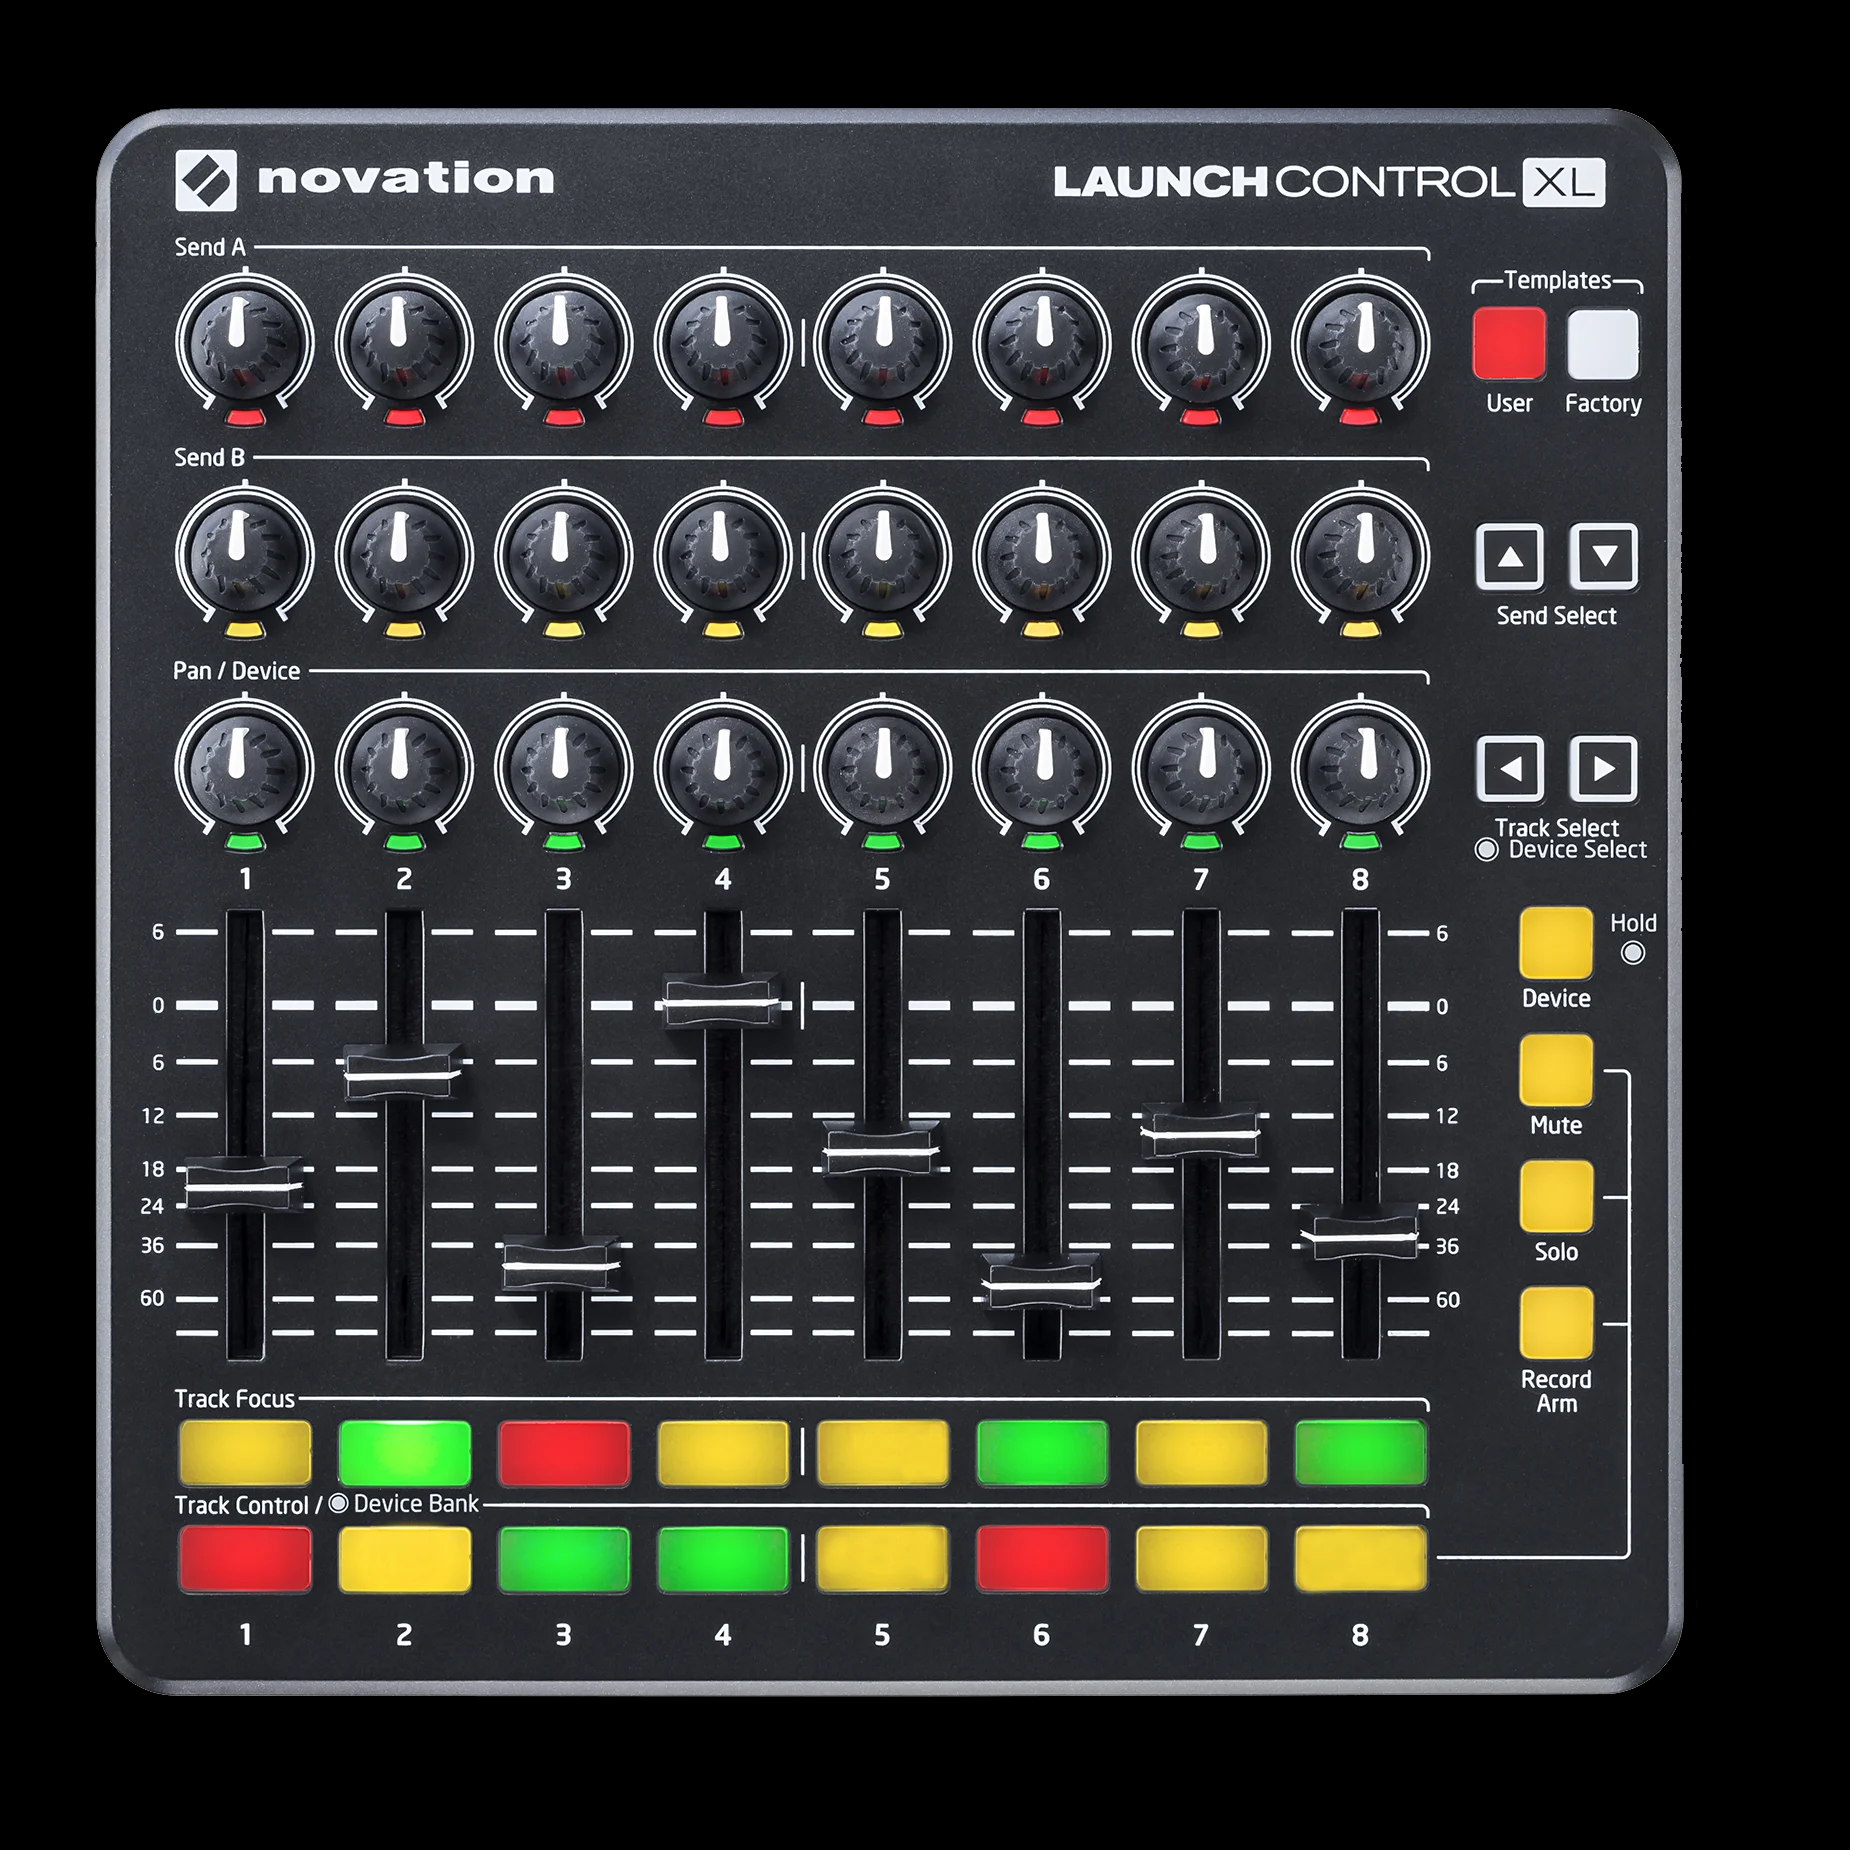 novation
LAUNCHCONTROL XL
Send A
Templates
User Factory
Send B
Send Select
Pan / Device
Track Select
Device Select
1 2 3 4 5 6 7 8
6 6
0 0
6 6
12 12
18 18
24 24
36 36
60 60
Hold
Device
Mute
Solo
Record
Arm
Track Focus
Track Control / Device Bank
1 2 3 4 5 6 7 8